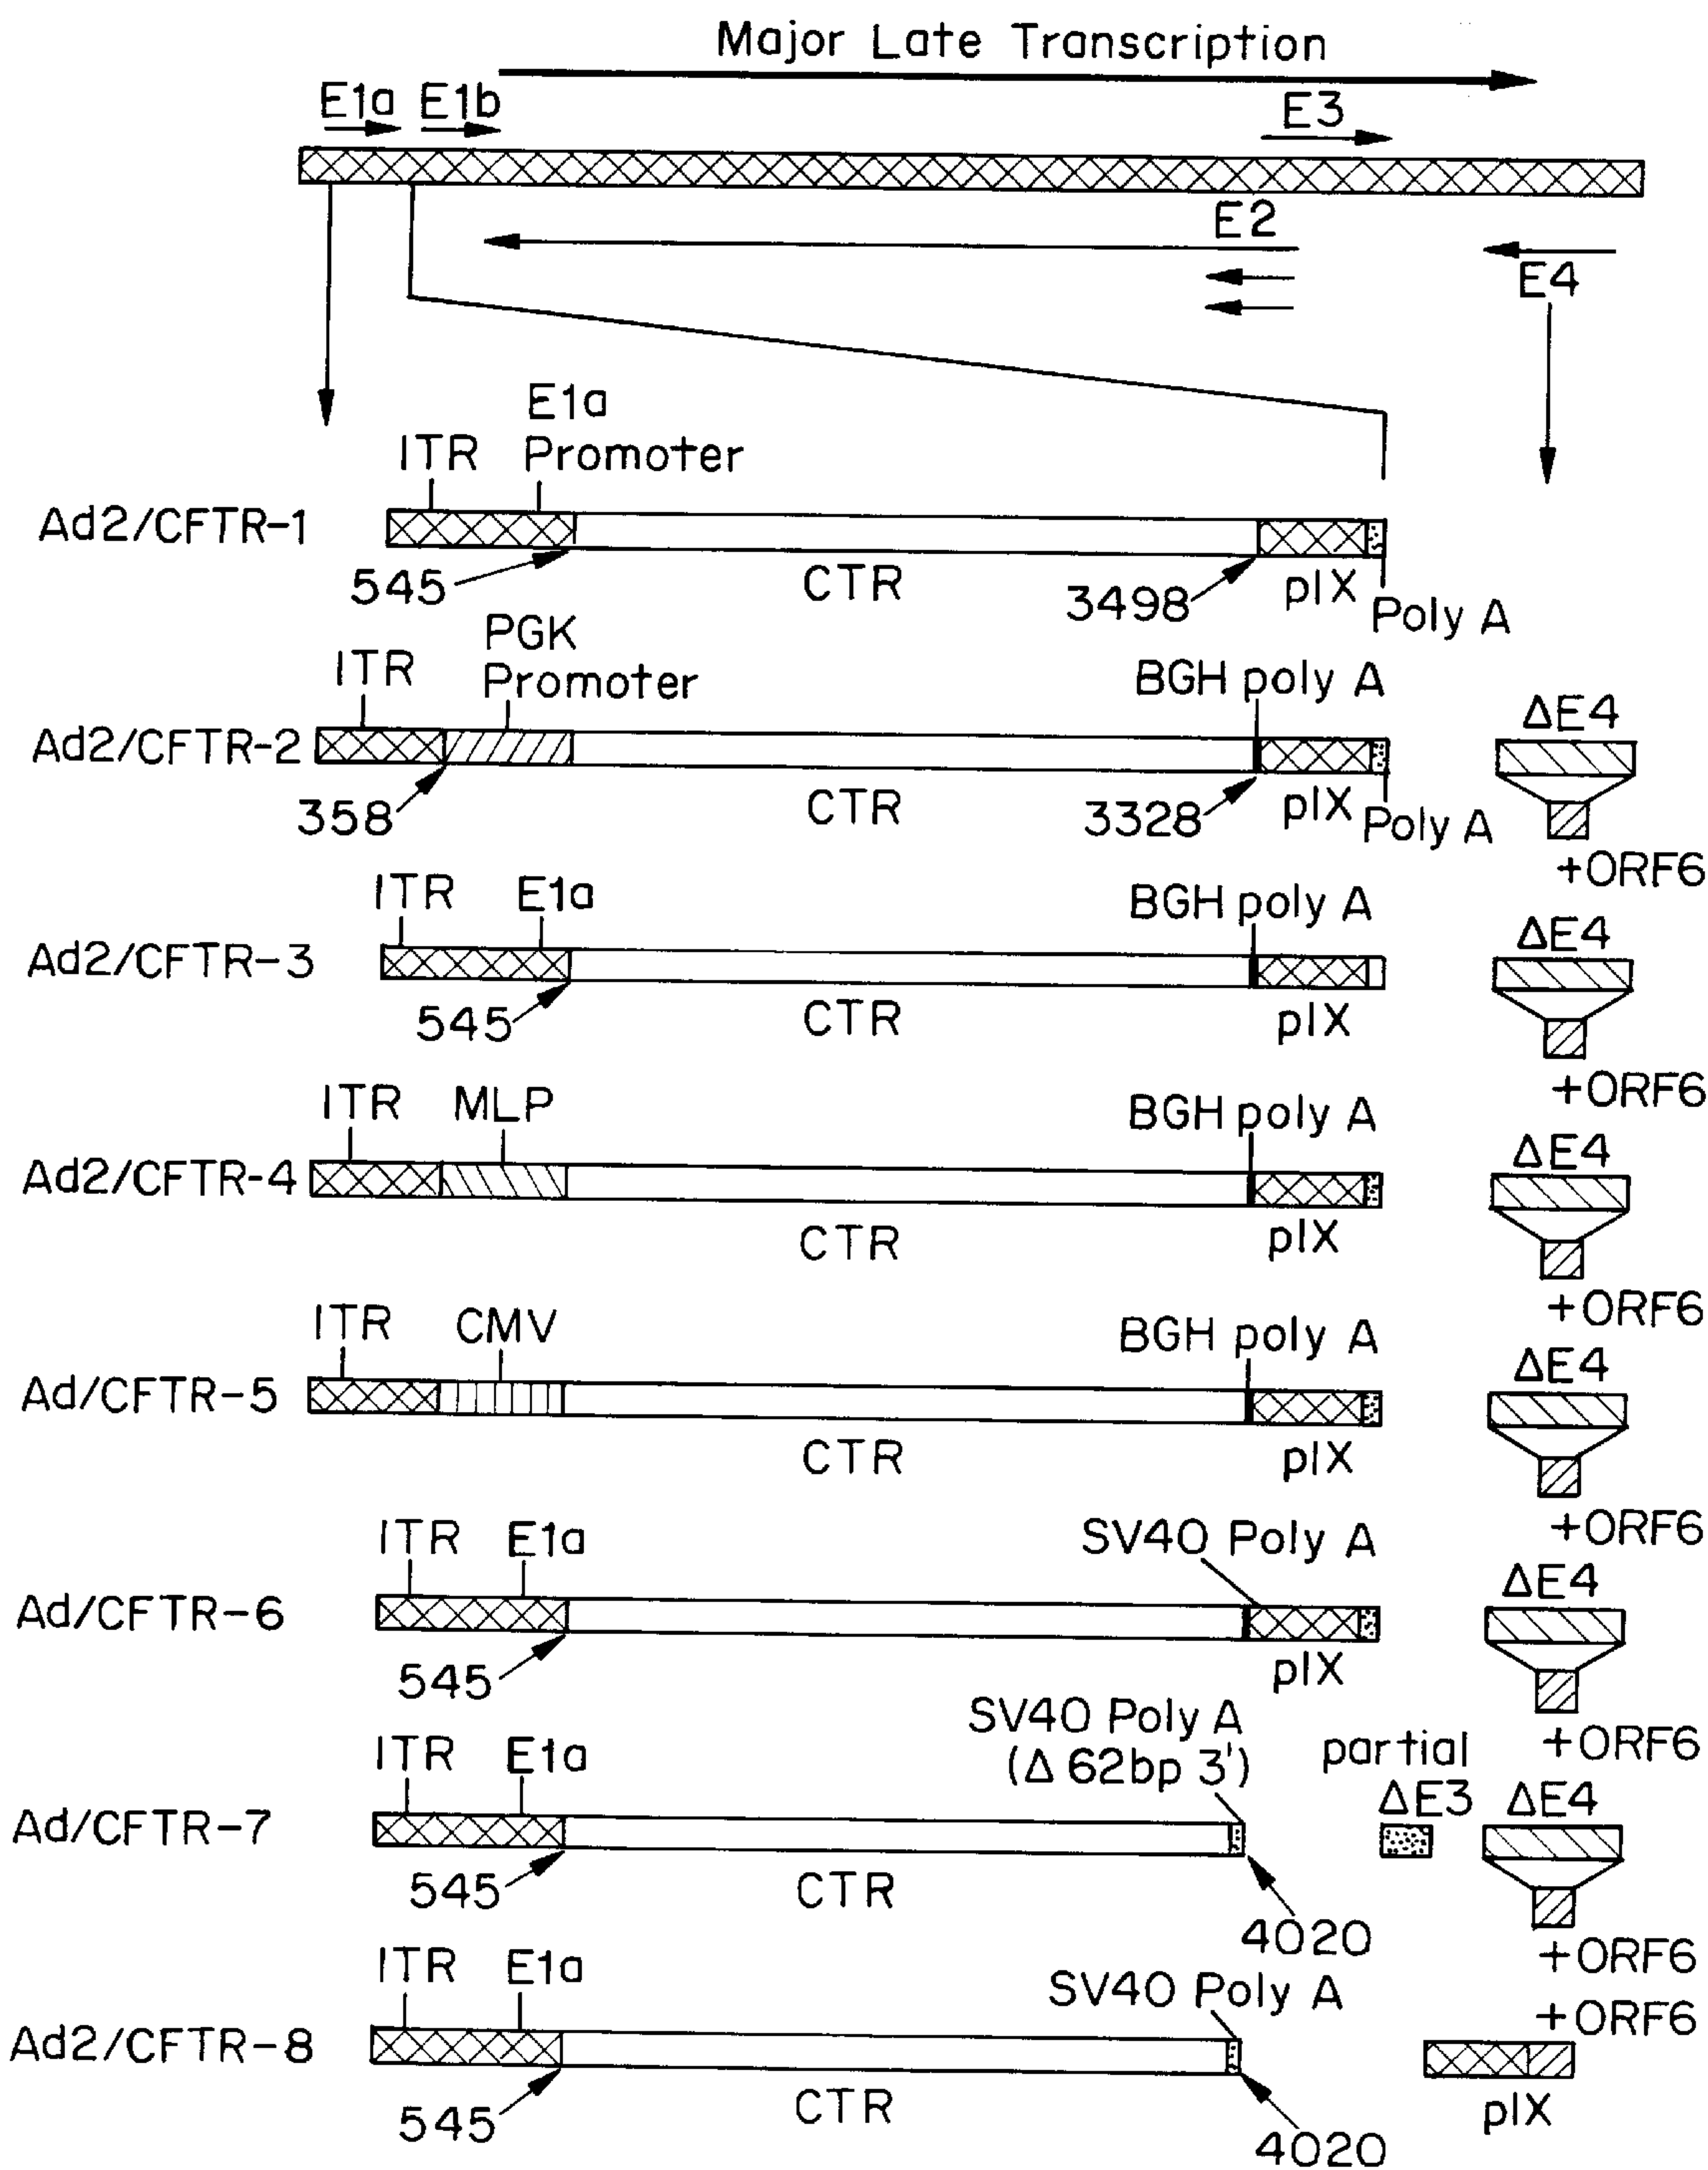 Major Late Transcription
E1a E1b
E3
E2
E4
E1a
ITR Promoter
Ad2/CFTR-1
545 CTR 3498 pIX Poly A
PGK
ITR Promoter BGH poly A
ΔE4
Ad2/CFTR-2
358 CTR 3328 pIX Poly A
+ORF6
ITR E1a BGH poly A
ΔE4
Ad2/CFTR-3
545 CTR pIX
+ORF6
ITR MLP BGH poly A
ΔE4
Ad2/CFTR-4
CTR pIX
+ORF6
ITR CMV BGH poly A
ΔE4
Ad/CFTR-5
CTR pIX
+ORF6
ITR E1a SV40 Poly A
ΔE4
Ad/CFTR-6
545 pIX
+ORF6
SV40 Poly A
ITR E1a (Δ 62bp 3') partial
ΔE3 ΔE4
Ad/CFTR-7
545 CTR 4020
+ORF6
ITR E1a SV40 Poly A
+ORF6
Ad2/CFTR-8
545 CTR 4020 pIX